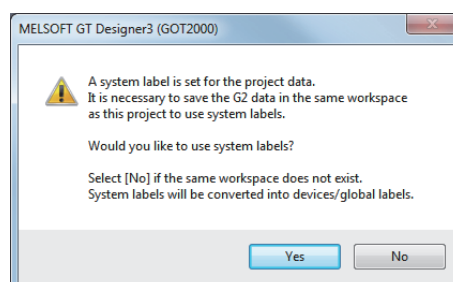 MELSOFT GT Designer3 (GOT2000)
A system label is set for the project data.
It is necessary to save the G2 data in the same workspace
as this project to use system labels.
Would you like to use system labels?
Select [No] if the same workspace does not exist.
System labels will be converted into devices/global labels.
Yes
No